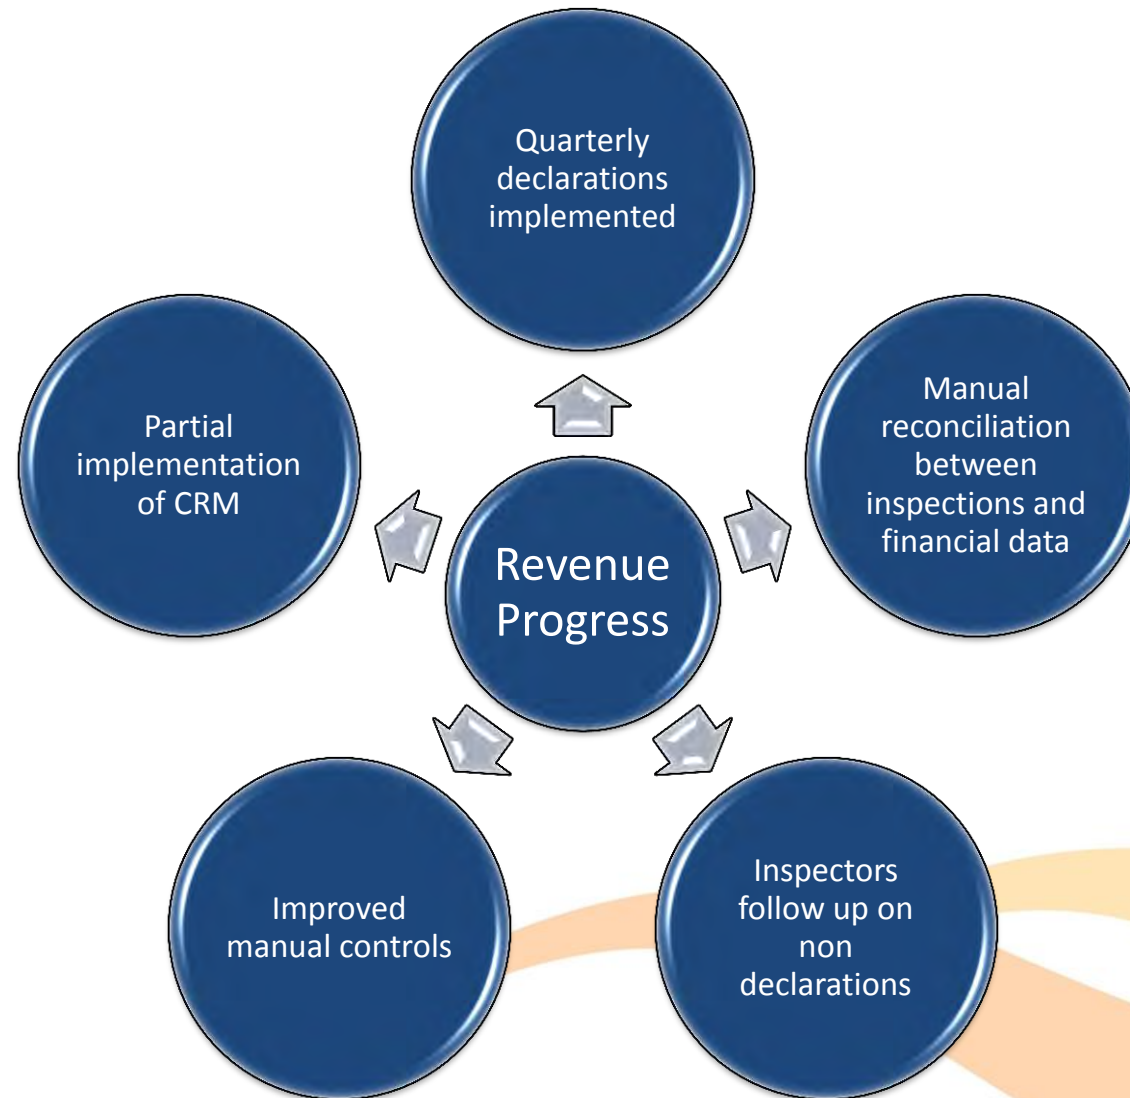 Quarterly
declarations
implemented
Manual
reconciliation
between
inspections and
financial data
Partial
implementation
of CRM
Revenue
Progress
Inspectors
follow up on
non
declarations
Improved
manual controls